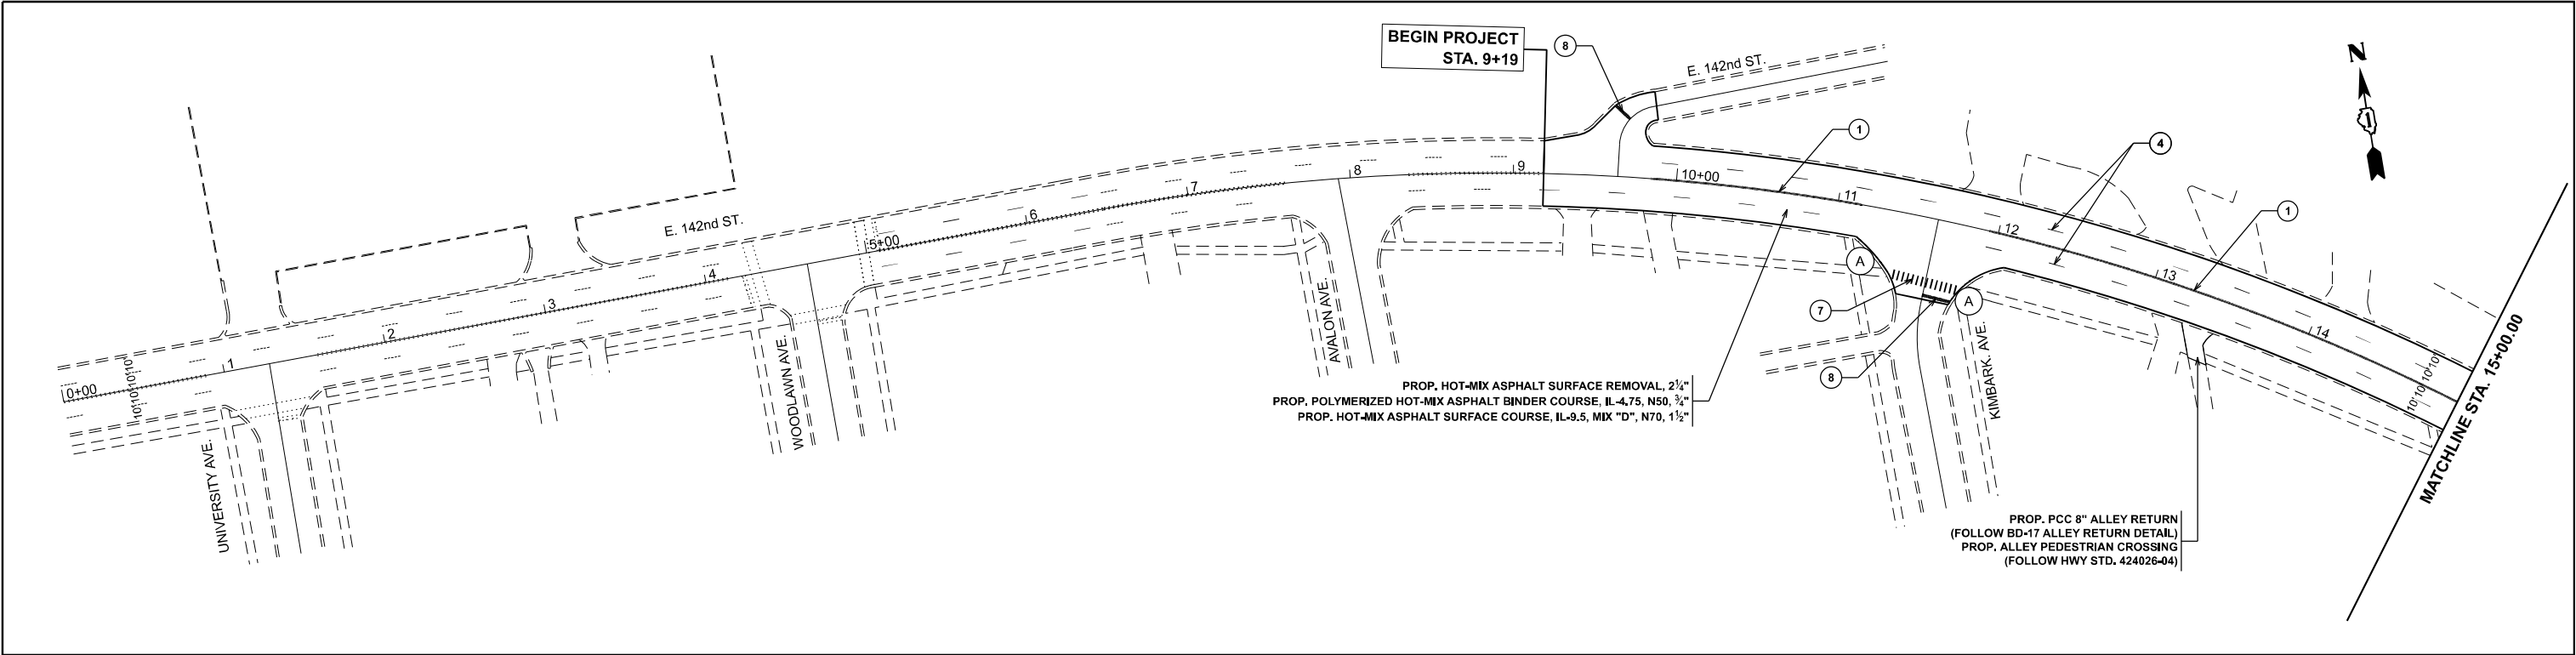 BEGIN PROJECT
STA. 9+19
8
E. 142nd ST.
N
1
1
4
1
E. 142nd ST.
0+00
1
2
3
4
5+00
6
7
8
9
10+00
11
12
13
14
10'10'10'10'
10'10'10'10'
A
A
7
8
8
UNIVERSITY AVE.
WOODLAWN AVE.
AVALON AVE.
KIMBARK. AVE.
MATCHLINE STA. 15+00.00
PROP. HOT-MIX ASPHALT SURFACE REMOVAL, 2¼"
PROP. POLYMERIZED HOT-MIX ASPHALT BINDER COURSE, IL-4.75, N50, ¾"
PROP. HOT-MIX ASPHALT SURFACE COURSE, IL-9.5, MIX "D", N70, 1½"
PROP. PCC 8" ALLEY RETURN
(FOLLOW BD-17 ALLEY RETURN DETAIL)
PROP. ALLEY PEDESTRIAN CROSSING
(FOLLOW HWY STD. 424026-04)